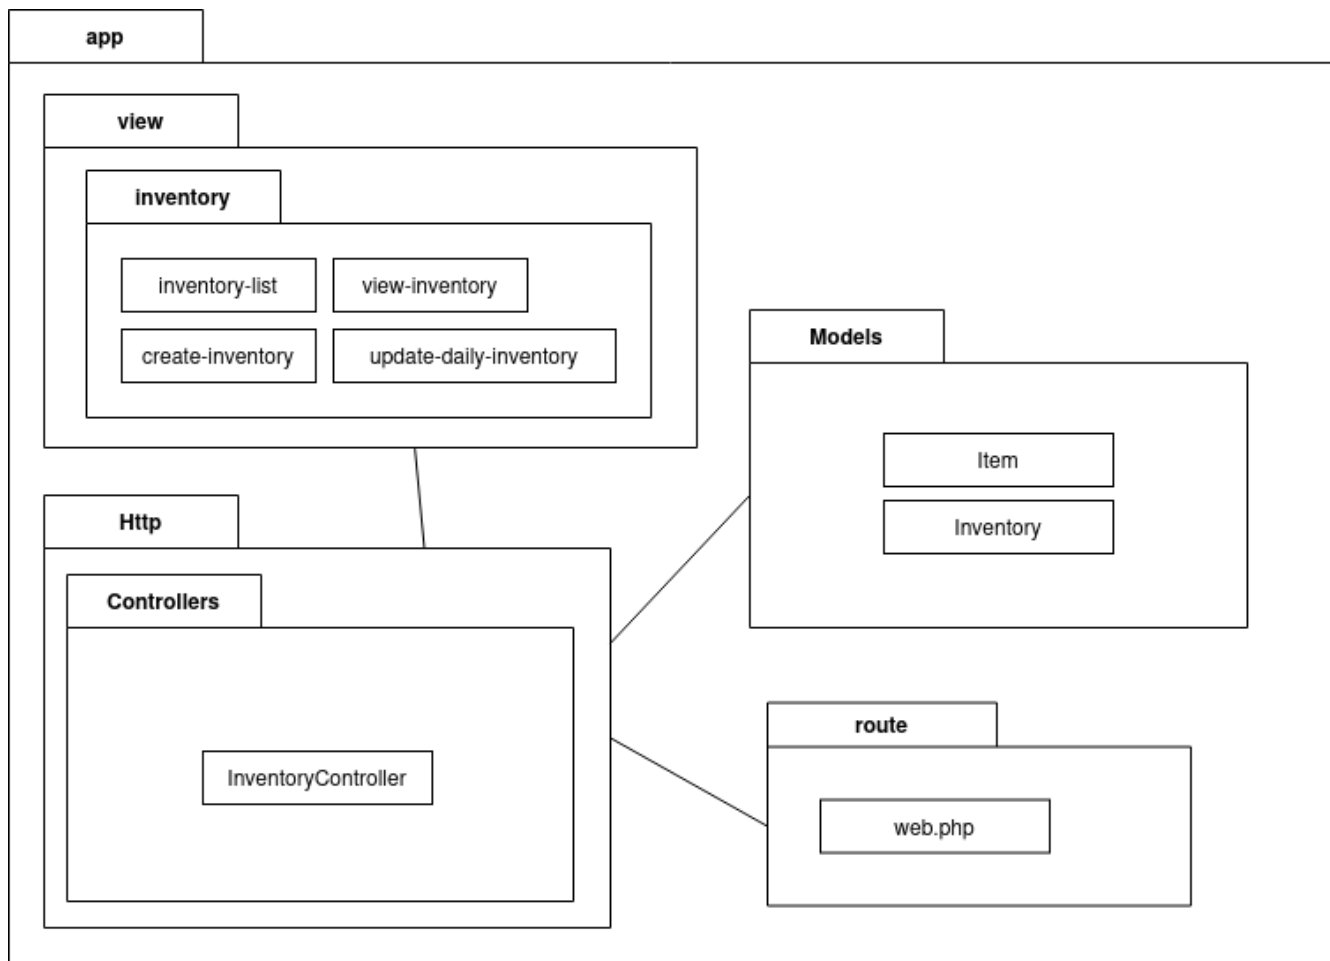 app
view
inventory
inventory-list
view-inventory
create-inventory
update-daily-inventory
Models
Item
Inventory
Http
Controllers
InventoryController
route
web.php